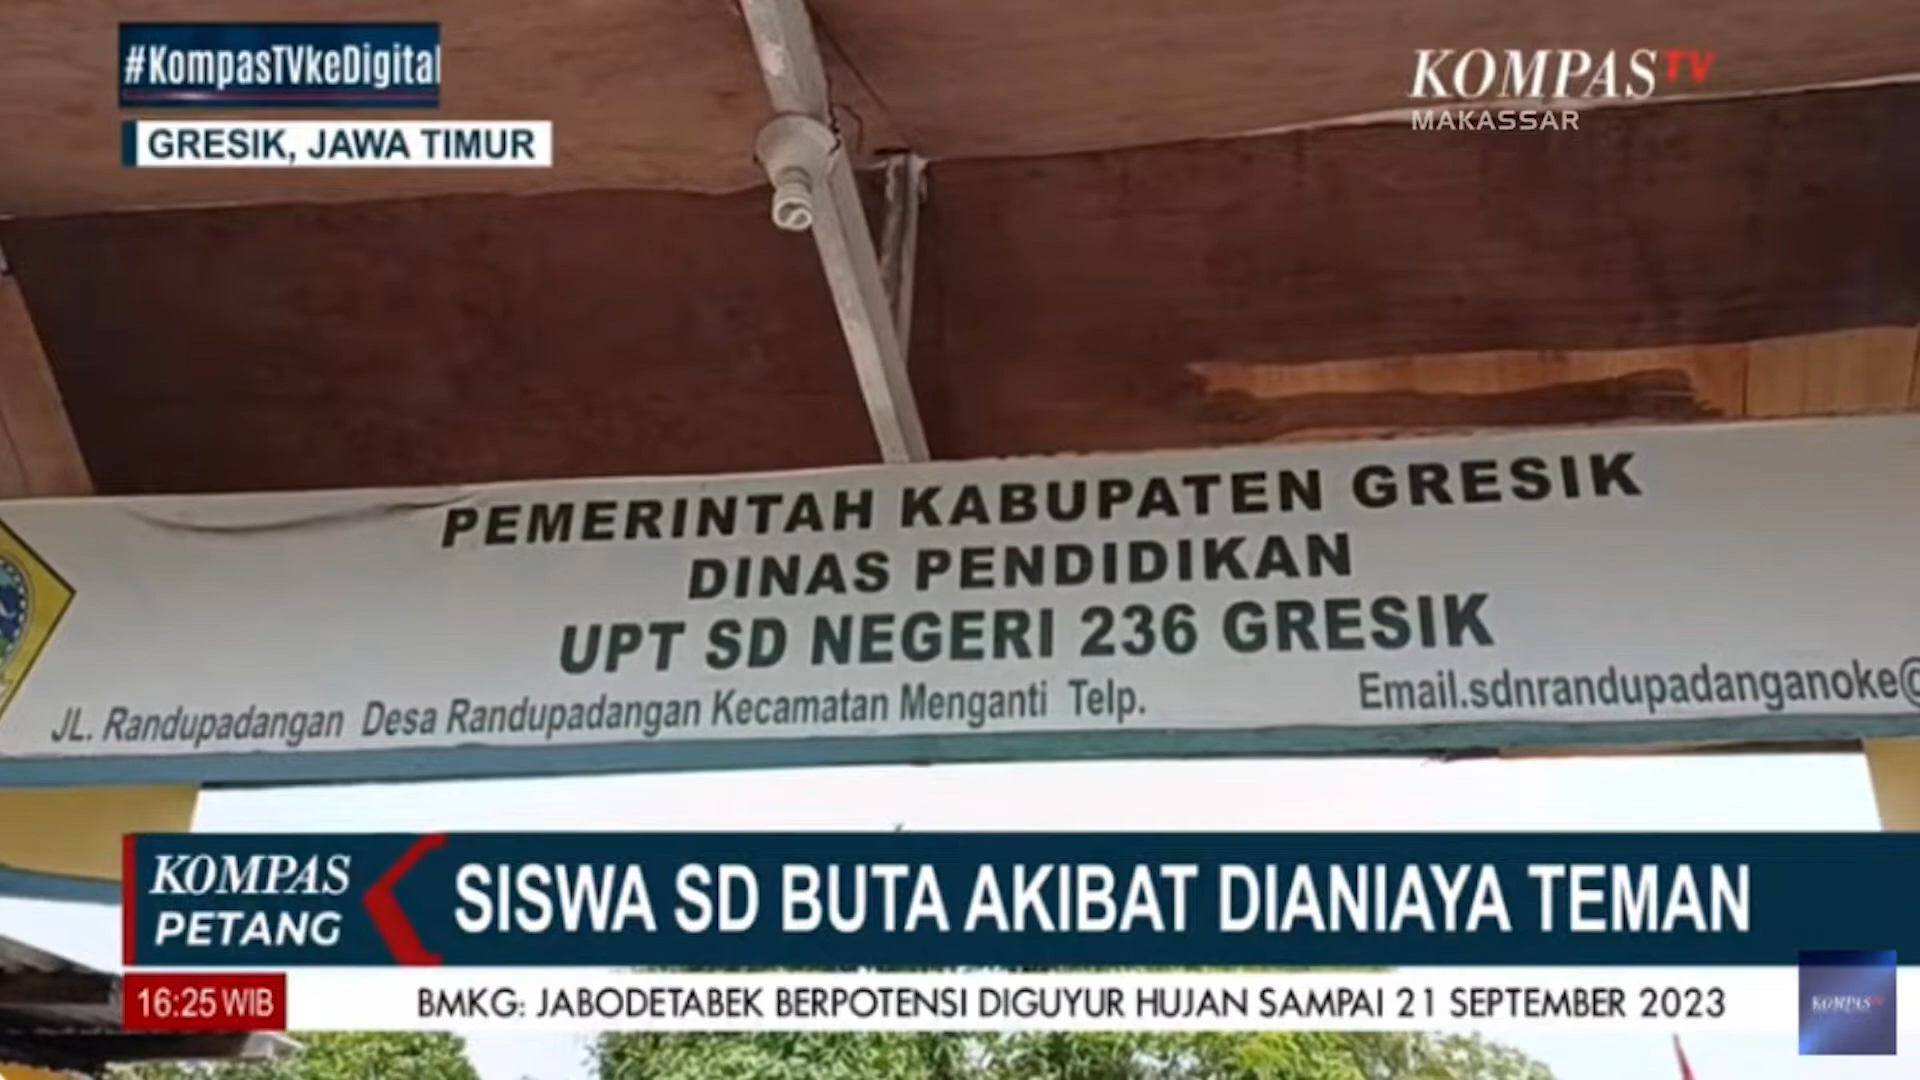 #KompasTVkeDigital
GRESIK, JAWA TIMUR
KOMPASTV
MAKASSAR
PEMERINTAH KABUPATEN GRESIK
DINAS PENDIDIKAN
UPT SD NEGERI 236 GRESIK
JL. Randupadangan Desa Randupadangan Kecamatan Menganti Telp. Email.sdnrandupadanganoke@
KOMPAS PETANG
SISWA SD BUTA AKIBAT DIANIAYA TEMAN
16:25 WIB
BMKG: JABODETABEK BERPOTENSI DIGUYUR HUJAN SAMPAI 21 SEPTEMBER 2023
KOMPASTV